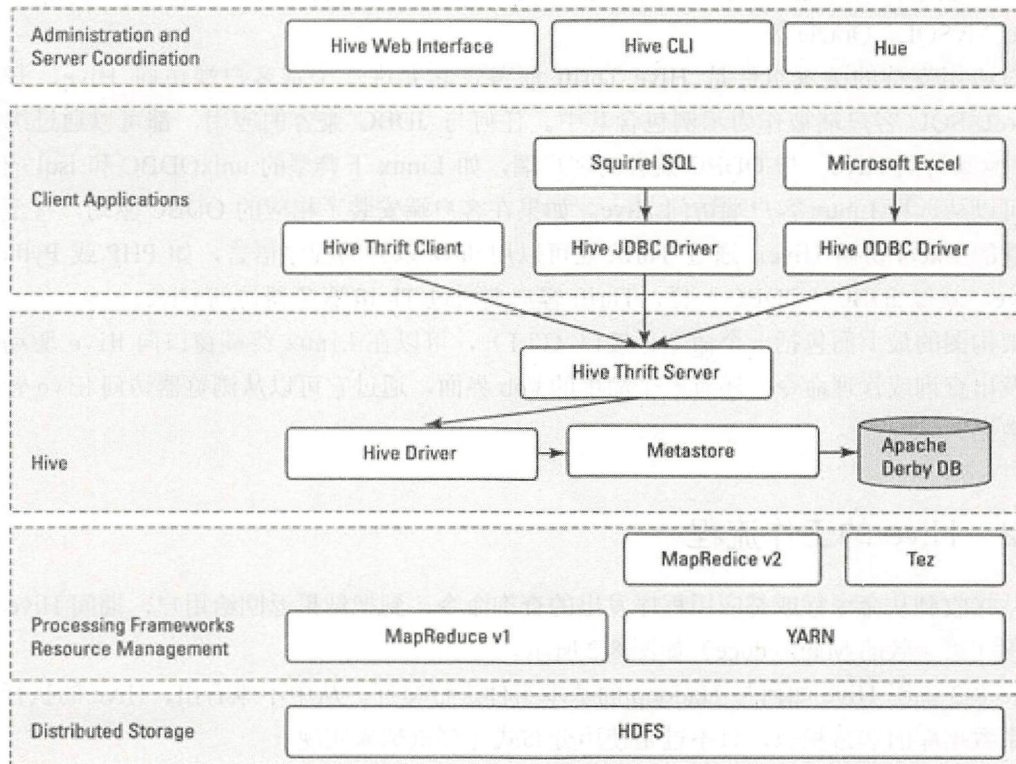 Administration and
Server Coordination
Hive Web Interface
Hive CLI
Hue
Client Applications
Squirrel SQL
Microsoft Excel
Hive Thrift Client
Hive JDBC Driver
Hive ODBC Driver
Hive
Hive Thrift Server
Hive Driver
Metastore
Apache
Derby DB
Processing Frameworks
Resource Management
MapRedice v2
Tez
MapReduce v1
YARN
Distributed Storage
HDFS